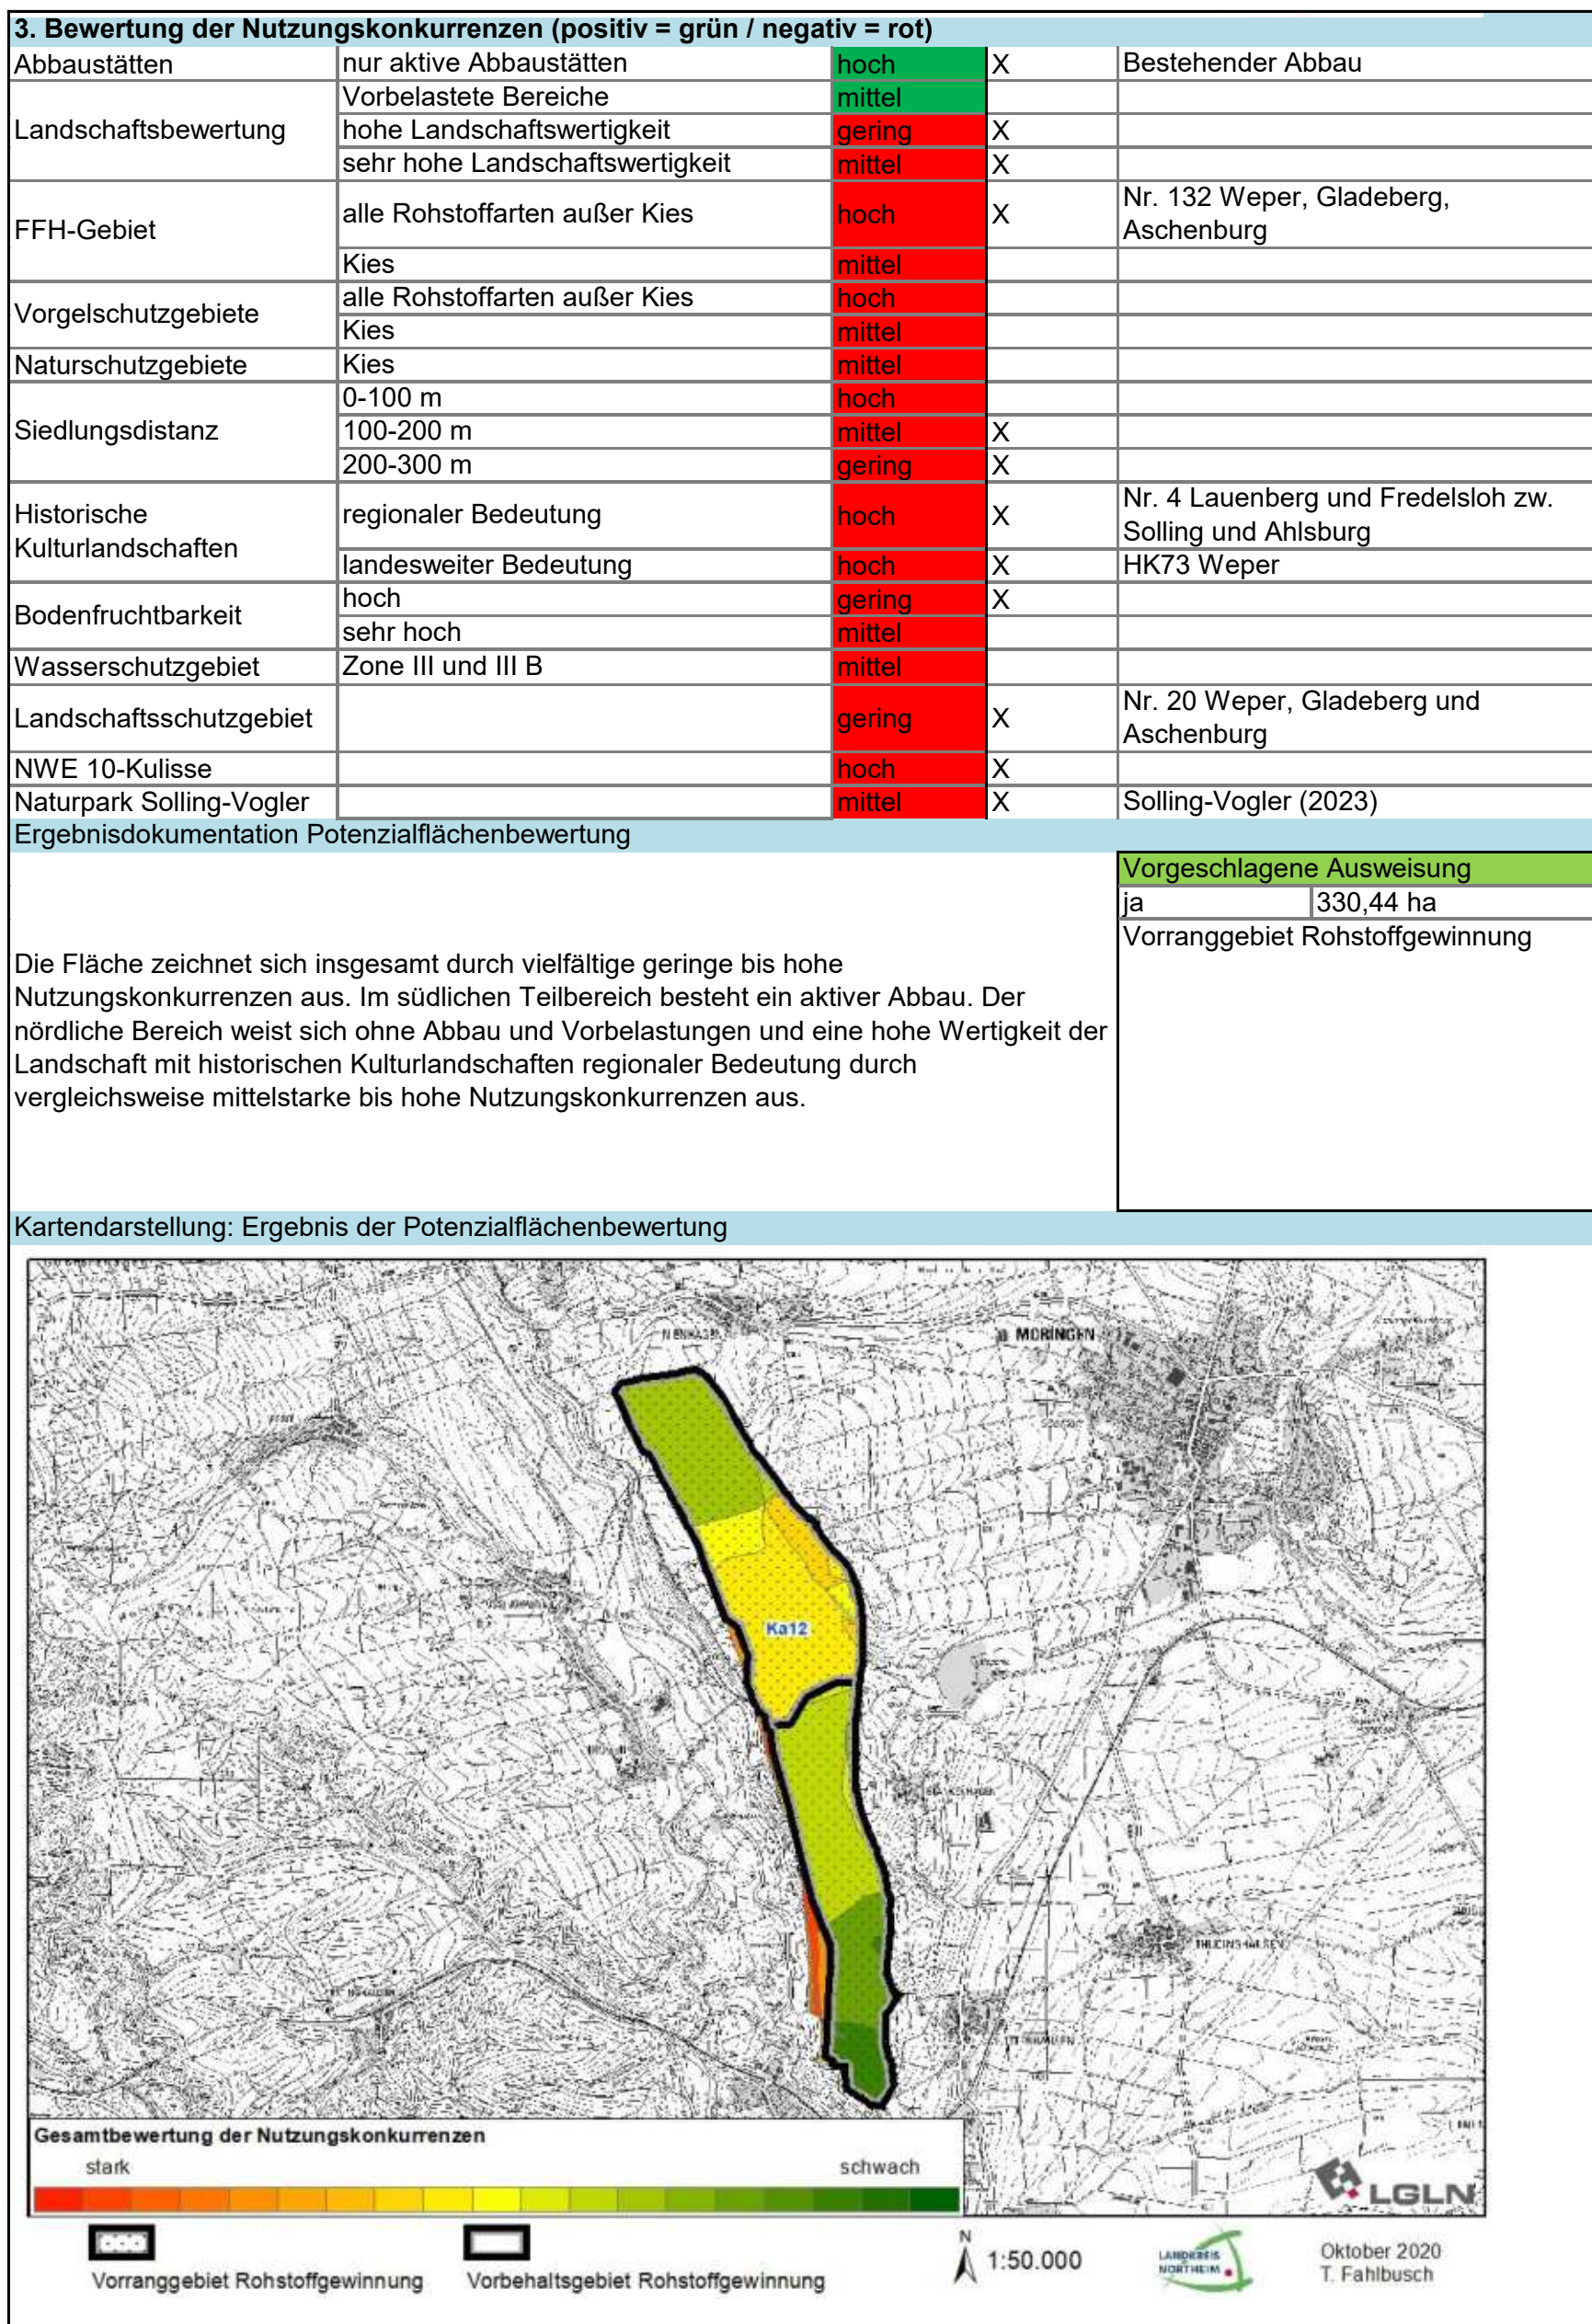 3. Bewertung der Nutzungskonkurrenzen (positiv = grün / negativ = rot)
Abbaustätten nur aktive Abbaustätten hoch X Bestehender Abbau
Landschaftsbewertung Vorbelastete Bereiche mittel
hohe Landschaftswertigkeit gering X
sehr hohe Landschaftswertigkeit mittel X
FFH-Gebiet alle Rohstoffarten außer Kies hoch X Nr. 132 Weper, Gladeberg,
Aschenburg
Kies mittel
Vorgelschutzgebiete alle Rohstoffarten außer Kies hoch
Kies mittel
Naturschutzgebiete Kies mittel
Siedlungsdistanz 0-100 m hoch
100-200 m mittel X
200-300 m gering X
Historische
Kulturlandschaften regionaler Bedeutung hoch X Nr. 4 Lauenberg und Fredelsloh zw.
Solling und Ahlsburg
landesweiter Bedeutung hoch X HK73 Weper
Bodenfruchtbarkeit hoch gering X
sehr hoch mittel
Wasserschutzgebiet Zone III und III B mittel
Landschaftsschutzgebiet gering X Nr. 20 Weper, Gladeberg und
Aschenburg
NWE 10-Kulisse hoch X
Naturpark Solling-Vogler mittel X Solling-Vogler (2023)
Ergebnisdokumentation Potenzialflächenbewertung
Vorgeschlagene Ausweisung
ja 330,44 ha
Vorranggebiet Rohstoffgewinnung
Die Fläche zeichnet sich insgesamt durch vielfältige geringe bis hohe
Nutzungskonkurrenzen aus. Im südlichen Teilbereich besteht ein aktiver Abbau. Der
nördliche Bereich weist sich ohne Abbau und Vorbelastungen und eine hohe Wertigkeit der
Landschaft mit historischen Kulturlandschaften regionaler Bedeutung durch
vergleichsweise mittelstarke bis hohe Nutzungskonkurrenzen aus.
Kartendarstellung: Ergebnis der Potenzialflächenbewertung
NIENHAGEN
MORINGEN
Ka12
Gesamtbewertung der Nutzungskonkurrenzen
stark schwach
LGLN
Vorranggebiet Rohstoffgewinnung
Vorbehaltsgebiet Rohstoffgewinnung
N
1:50.000
LANDKREIS
NORTHEIM
Oktober 2020
T. Fahlbusch